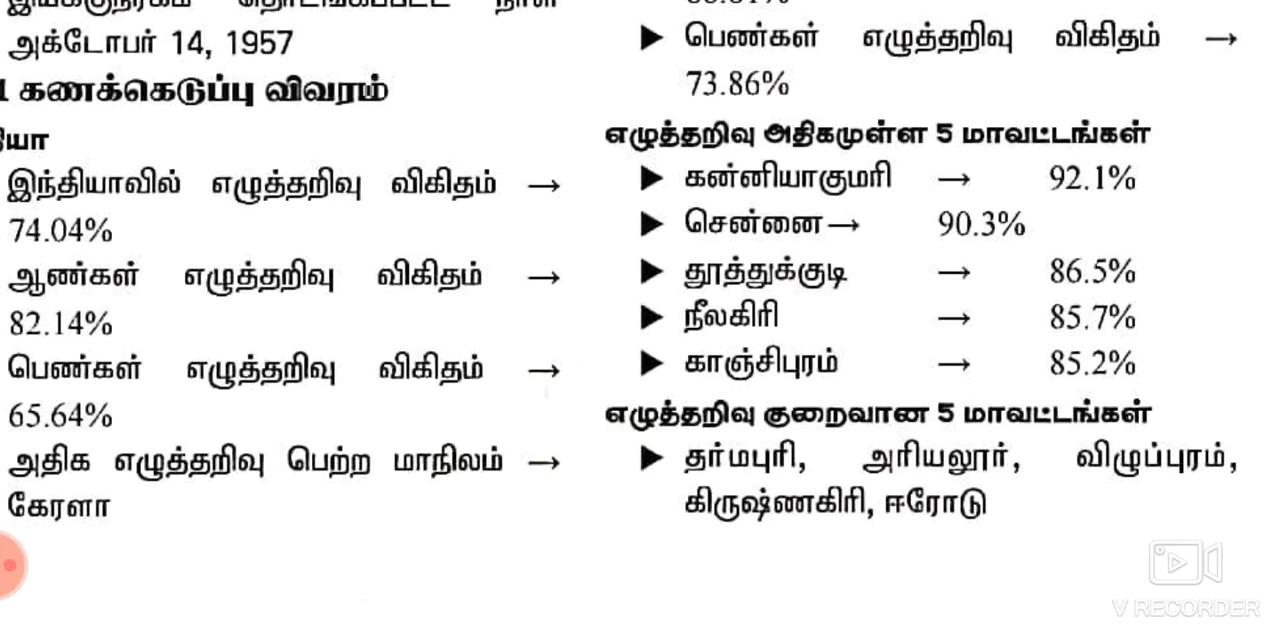 அக்டோபர் 14, 1957
1 கணக்கெடுப்பு விவரம்
இந்தியாவில் எழுத்தறிவு விகிதம் →
74.04%
ஆண்கள் எழுத்தறிவு விகிதம் →
82.14%
பெண்கள் எழுத்தறிவு விகிதம் →
65.64%
அதிக எழுத்தறிவு பெற்ற மாநிலம் →
கேரளா
▶ பெண்கள் எழுத்தறிவு விகிதம் →
73.86%
எழுத்தறிவு அதிகமுள்ள 5 மாவட்டங்கள்
▶ கன்னியாகுமரி → 92.1%
▶ சென்னை → 90.3%
▶ தூத்துக்குடி → 86.5%
▶ நீலகிரி → 85.7%
▶ காஞ்சிபுரம் → 85.2%
எழுத்தறிவு குறைவான 5 மாவட்டங்கள்
▶ தர்மபுரி, அரியலூர், விழுப்புரம்,
கிருஷ்ணகிரி, ஈரோடு
V RECORDER